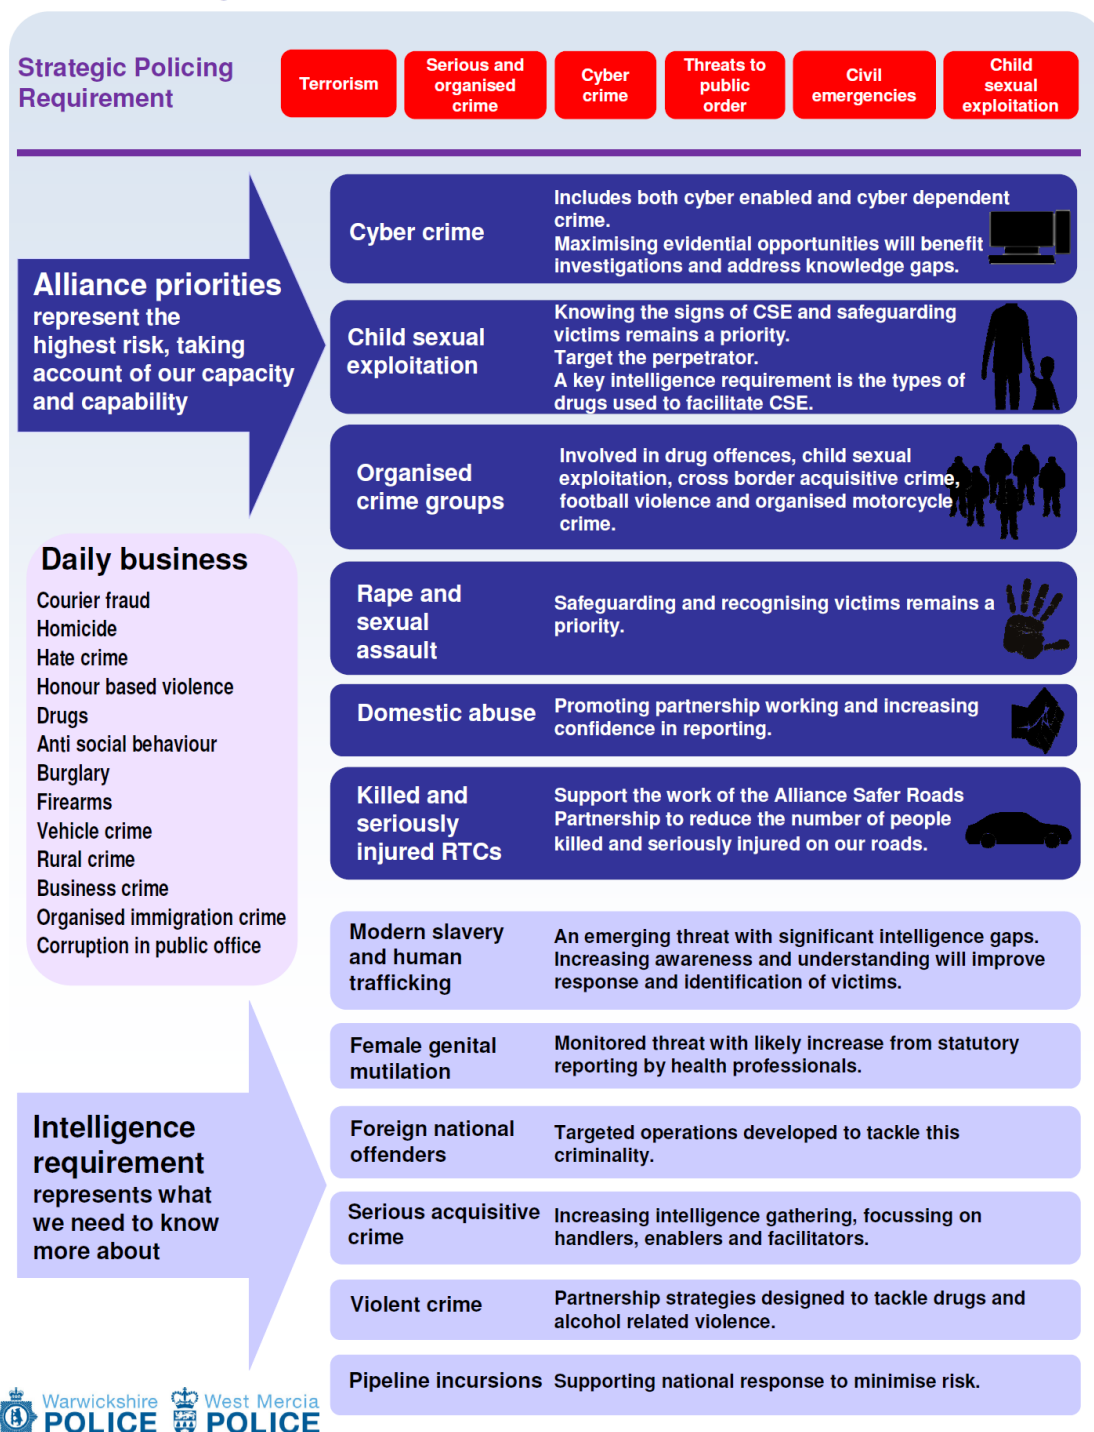 Strategic Policing
Requirement
Terrorism
Serious and
organised
crime
Cyber
crime
Threats to
public
order
Civil
emergencies
Child
sexual
exploitation
Alliance priorities
represent the
highest risk, taking
account of our capacity
and capability
Cyber crime
Includes both cyber enabled and cyber dependent
crime.
Maximising evidential opportunities will benefit
investigations and address knowledge gaps.
Child sexual
exploitation
Knowing the signs of CSE and safeguarding
victims remains a priority.
Target the perpetrator.
A key intelligence requirement is the types of
drugs used to facilitate CSE.
Organised
crime groups
Involved in drug offences, child sexual
exploitation, cross border acquisitive crime,
football violence and organised motorcycle
crime.
Rape and
sexual
assault
Safeguarding and recognising victims remains a
priority.
Domestic abuse
Promoting partnership working and increasing
confidence in reporting.
Killed and
seriously
injured RTCs
Support the work of the Alliance Safer Roads
Partnership to reduce the number of people
killed and seriously injured on our roads.
Daily business
Courier fraud
Homicide
Hate crime
Honour based violence
Drugs
Anti social behaviour
Burglary
Firearms
Vehicle crime
Rural crime
Business crime
Organised immigration crime
Corruption in public office
Intelligence
requirement
represents what
we need to know
more about
Modern slavery
and human
trafficking
An emerging threat with significant intelligence gaps.
Increasing awareness and understanding will improve
response and identification of victims.
Female genital
mutilation
Monitored threat with likely increase from statutory
reporting by health professionals.
Foreign national
offenders
Targeted operations developed to tackle this
criminality.
Serious acquisitive
crime
Increasing intelligence gathering, focussing on
handlers, enablers and facilitators.
Violent crime
Partnership strategies designed to tackle drugs and
alcohol related violence.
Pipeline incursions
Supporting national response to minimise risk.
Warwickshire
POLICE
West Mercia
POLICE